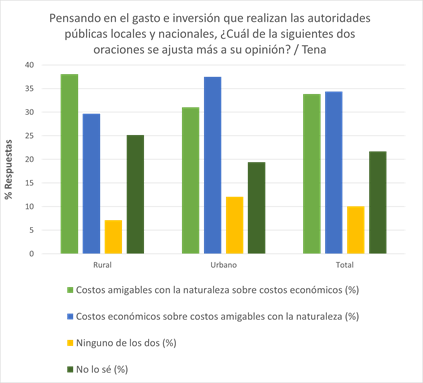 Pensando en el gasto e inversión que realizan las autoridades
públicas locales y nacionales, ¿Cuál de la siguientes dos
oraciones se ajusta más a su opinión? / Tena
% Respuestas
40
35
30
25
20
15
10
5
0
Rural
Urbano
Total
Costos amigables con la naturaleza sobre costos económicos (%)
Costos económicos sobre costos amigables con la naturaleza (%)
Ninguno de los dos (%)
No lo sé (%)